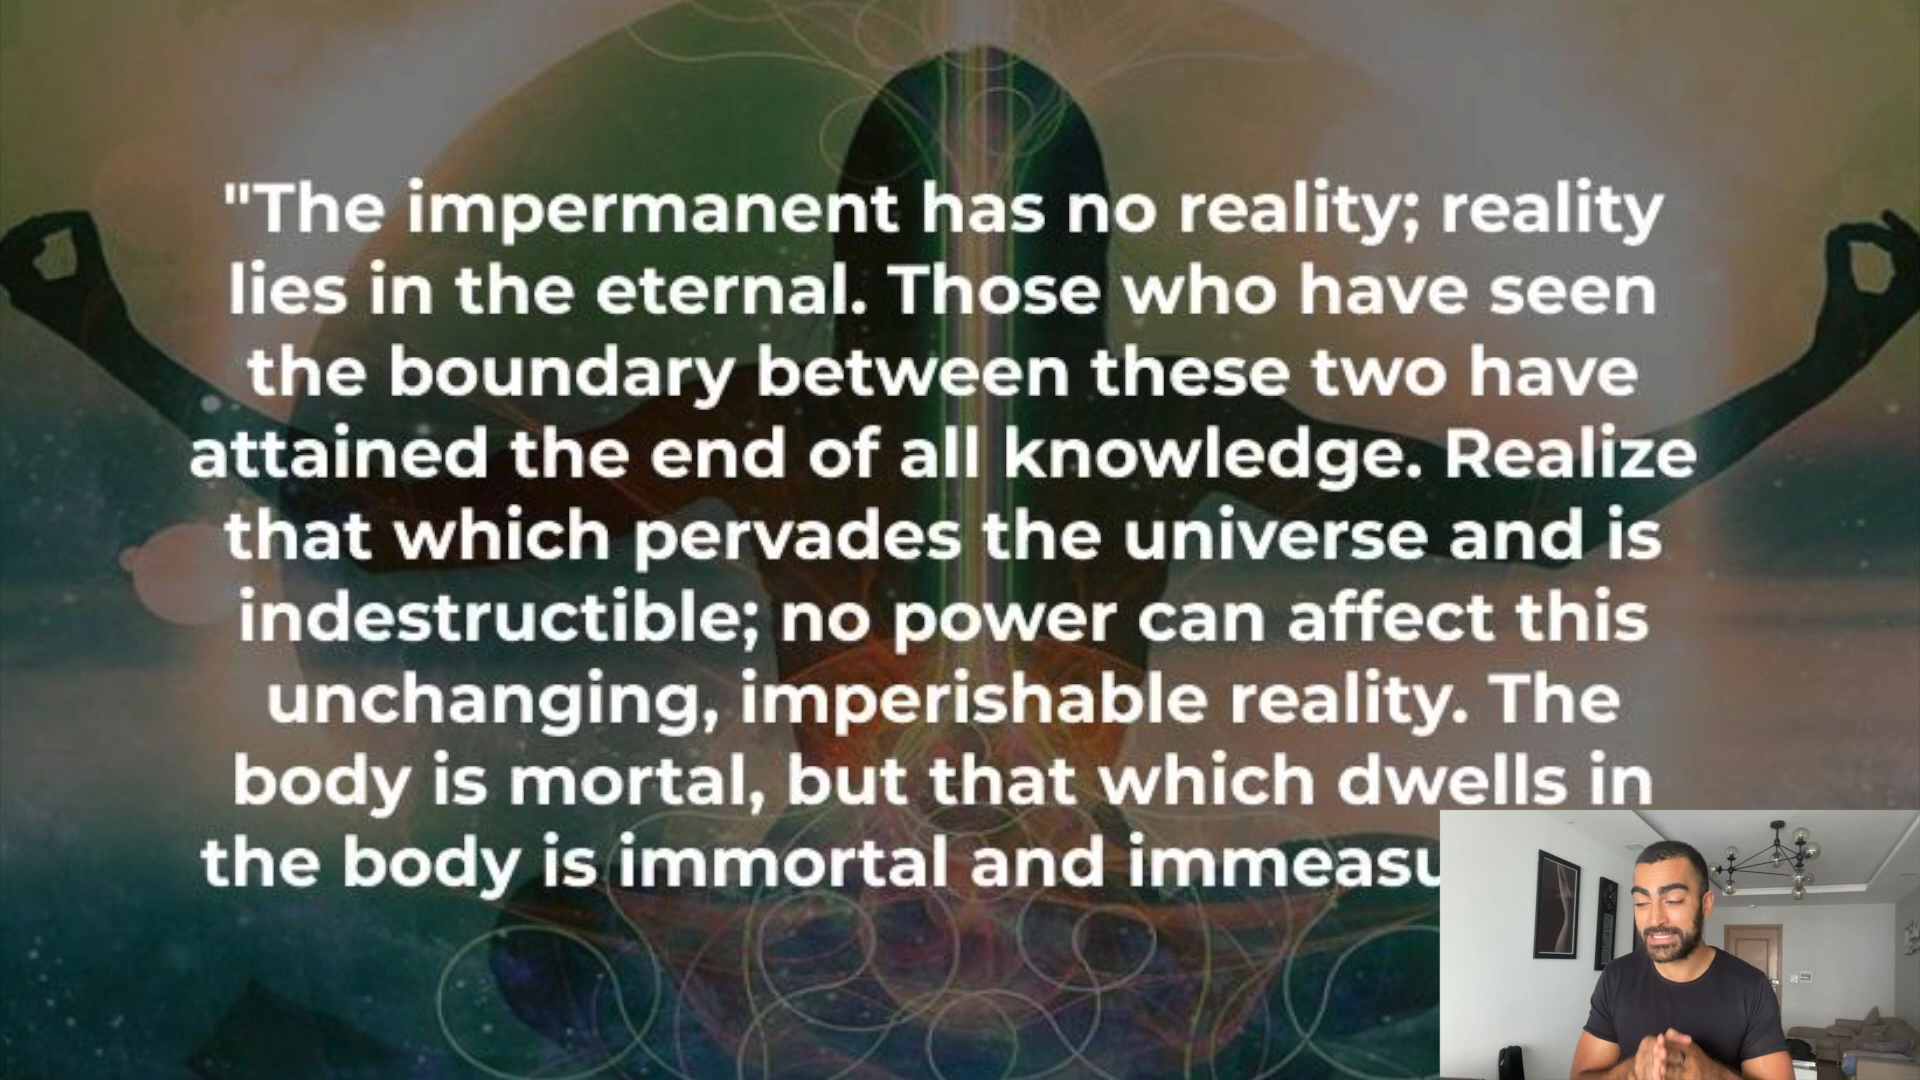 "The impermanent has no reality; reality
lies in the eternal. Those who have seen
the boundary between these two have
attained the end of all knowledge. Realize
that which pervades the universe and is
indestructible; no power can affect this
unchanging, imperishable reality. The
body is mortal, but that which dwells in
the body is immortal and immeasu